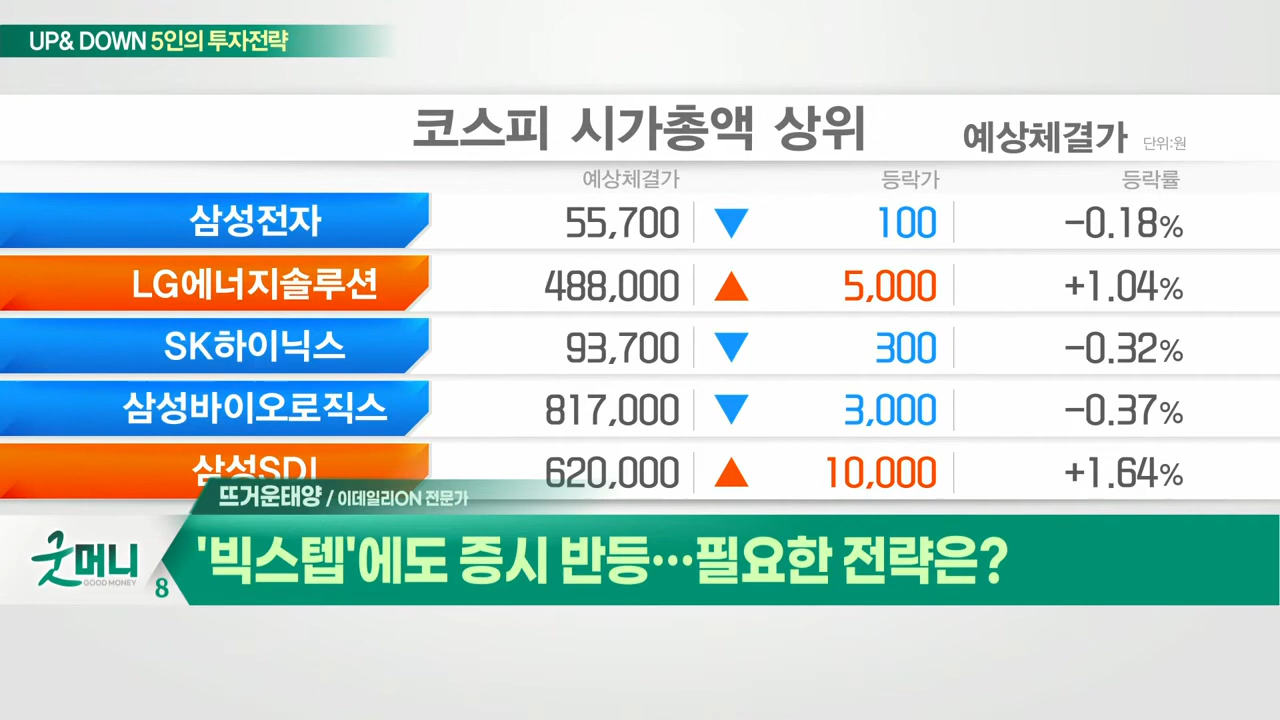 UP& DOWN 5인의 투자전략
코스피 시가총액 상위 예상체결가 단위:원
예상체결가 등락가 등락률
삼성전자 55,700 ▼ 100 -0.18%
LG에너지솔루션 488,000 ▲ 5,000 +1.04%
SK하이닉스 93,700 ▼ 300 -0.32%
삼성바이오로직스 817,000 ▼ 3,000 -0.37%
삼성SDI 620,000 ▲ 10,000 +1.64%
뜨거운태양 / 이데일리ON 전문가
'빅스텝'에도 증시 반등…필요한 전략은?
굿머니
GOOD MONEY
8